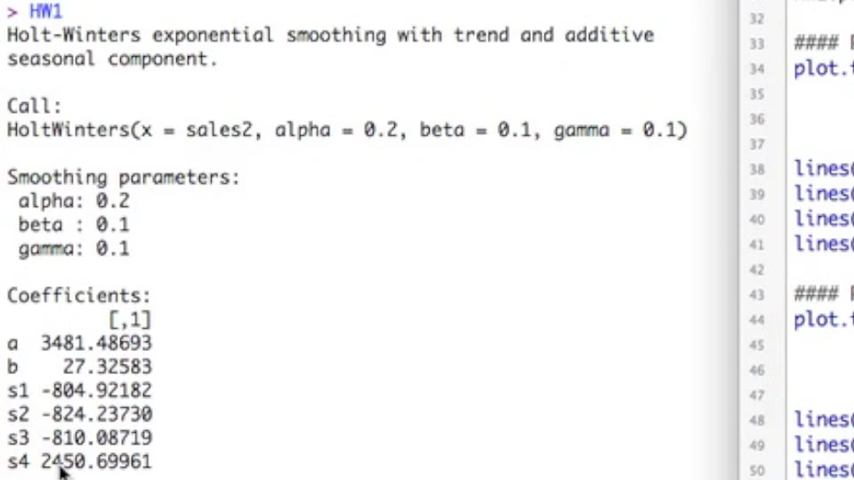 > HW1
Holt-Winters exponential smoothing with trend and additive
seasonal component.
Call:
HoltWinters(x = sales2, alpha = 0.2, beta = 0.1, gamma = 0.1)
Smoothing parameters:
alpha: 0.2
beta : 0.1
gamma: 0.1
Coefficients:
[,1]
a 3481.48693
b 27.32583
s1 -804.92182
s2 -824.23730
s3 -810.08719
s4 2450.69961
32
33 ####
34 plot.
35
36
37
38 lines(
39 lines(
40 lines(
41 lines(
42
43 ####
44 plot.
45
46
47
48 lines(
49 lines(
50 lines(